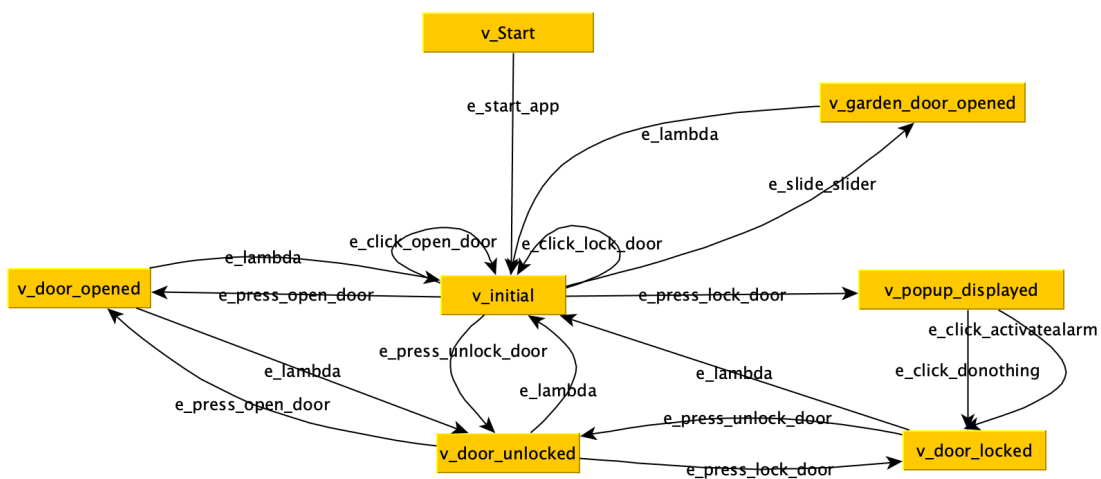 v_Start
e_start_app
v_garden_door_opened
e_lambda
e_slide_slider
e_click_open_door
e_click_lock_door
e_lambda
v_door_opened
e_press_open_door
v_initial
e_press_lock_door
v_popup_displayed
e_click_activatealarm
e_press_unlock_door
e_lambda
e_lambda
e_click_donothing
e_lambda
e_press_open_door
e_press_unlock_door
v_door_unlocked
v_door_locked
e_press_lock_door